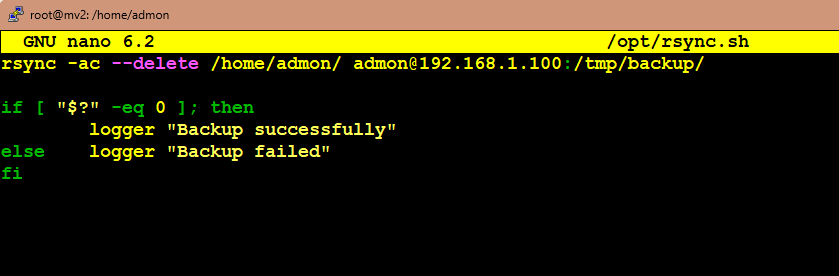 root@mv2: /home/admon
GNU nano 6.2 /opt/rsync.sh
rsync -ac --delete /home/admon/ admon@192.168.1.100:/tmp/backup/
if [ "$?" -eq 0 ]; then
logger "Backup successfully"
else logger "Backup failed"
fi